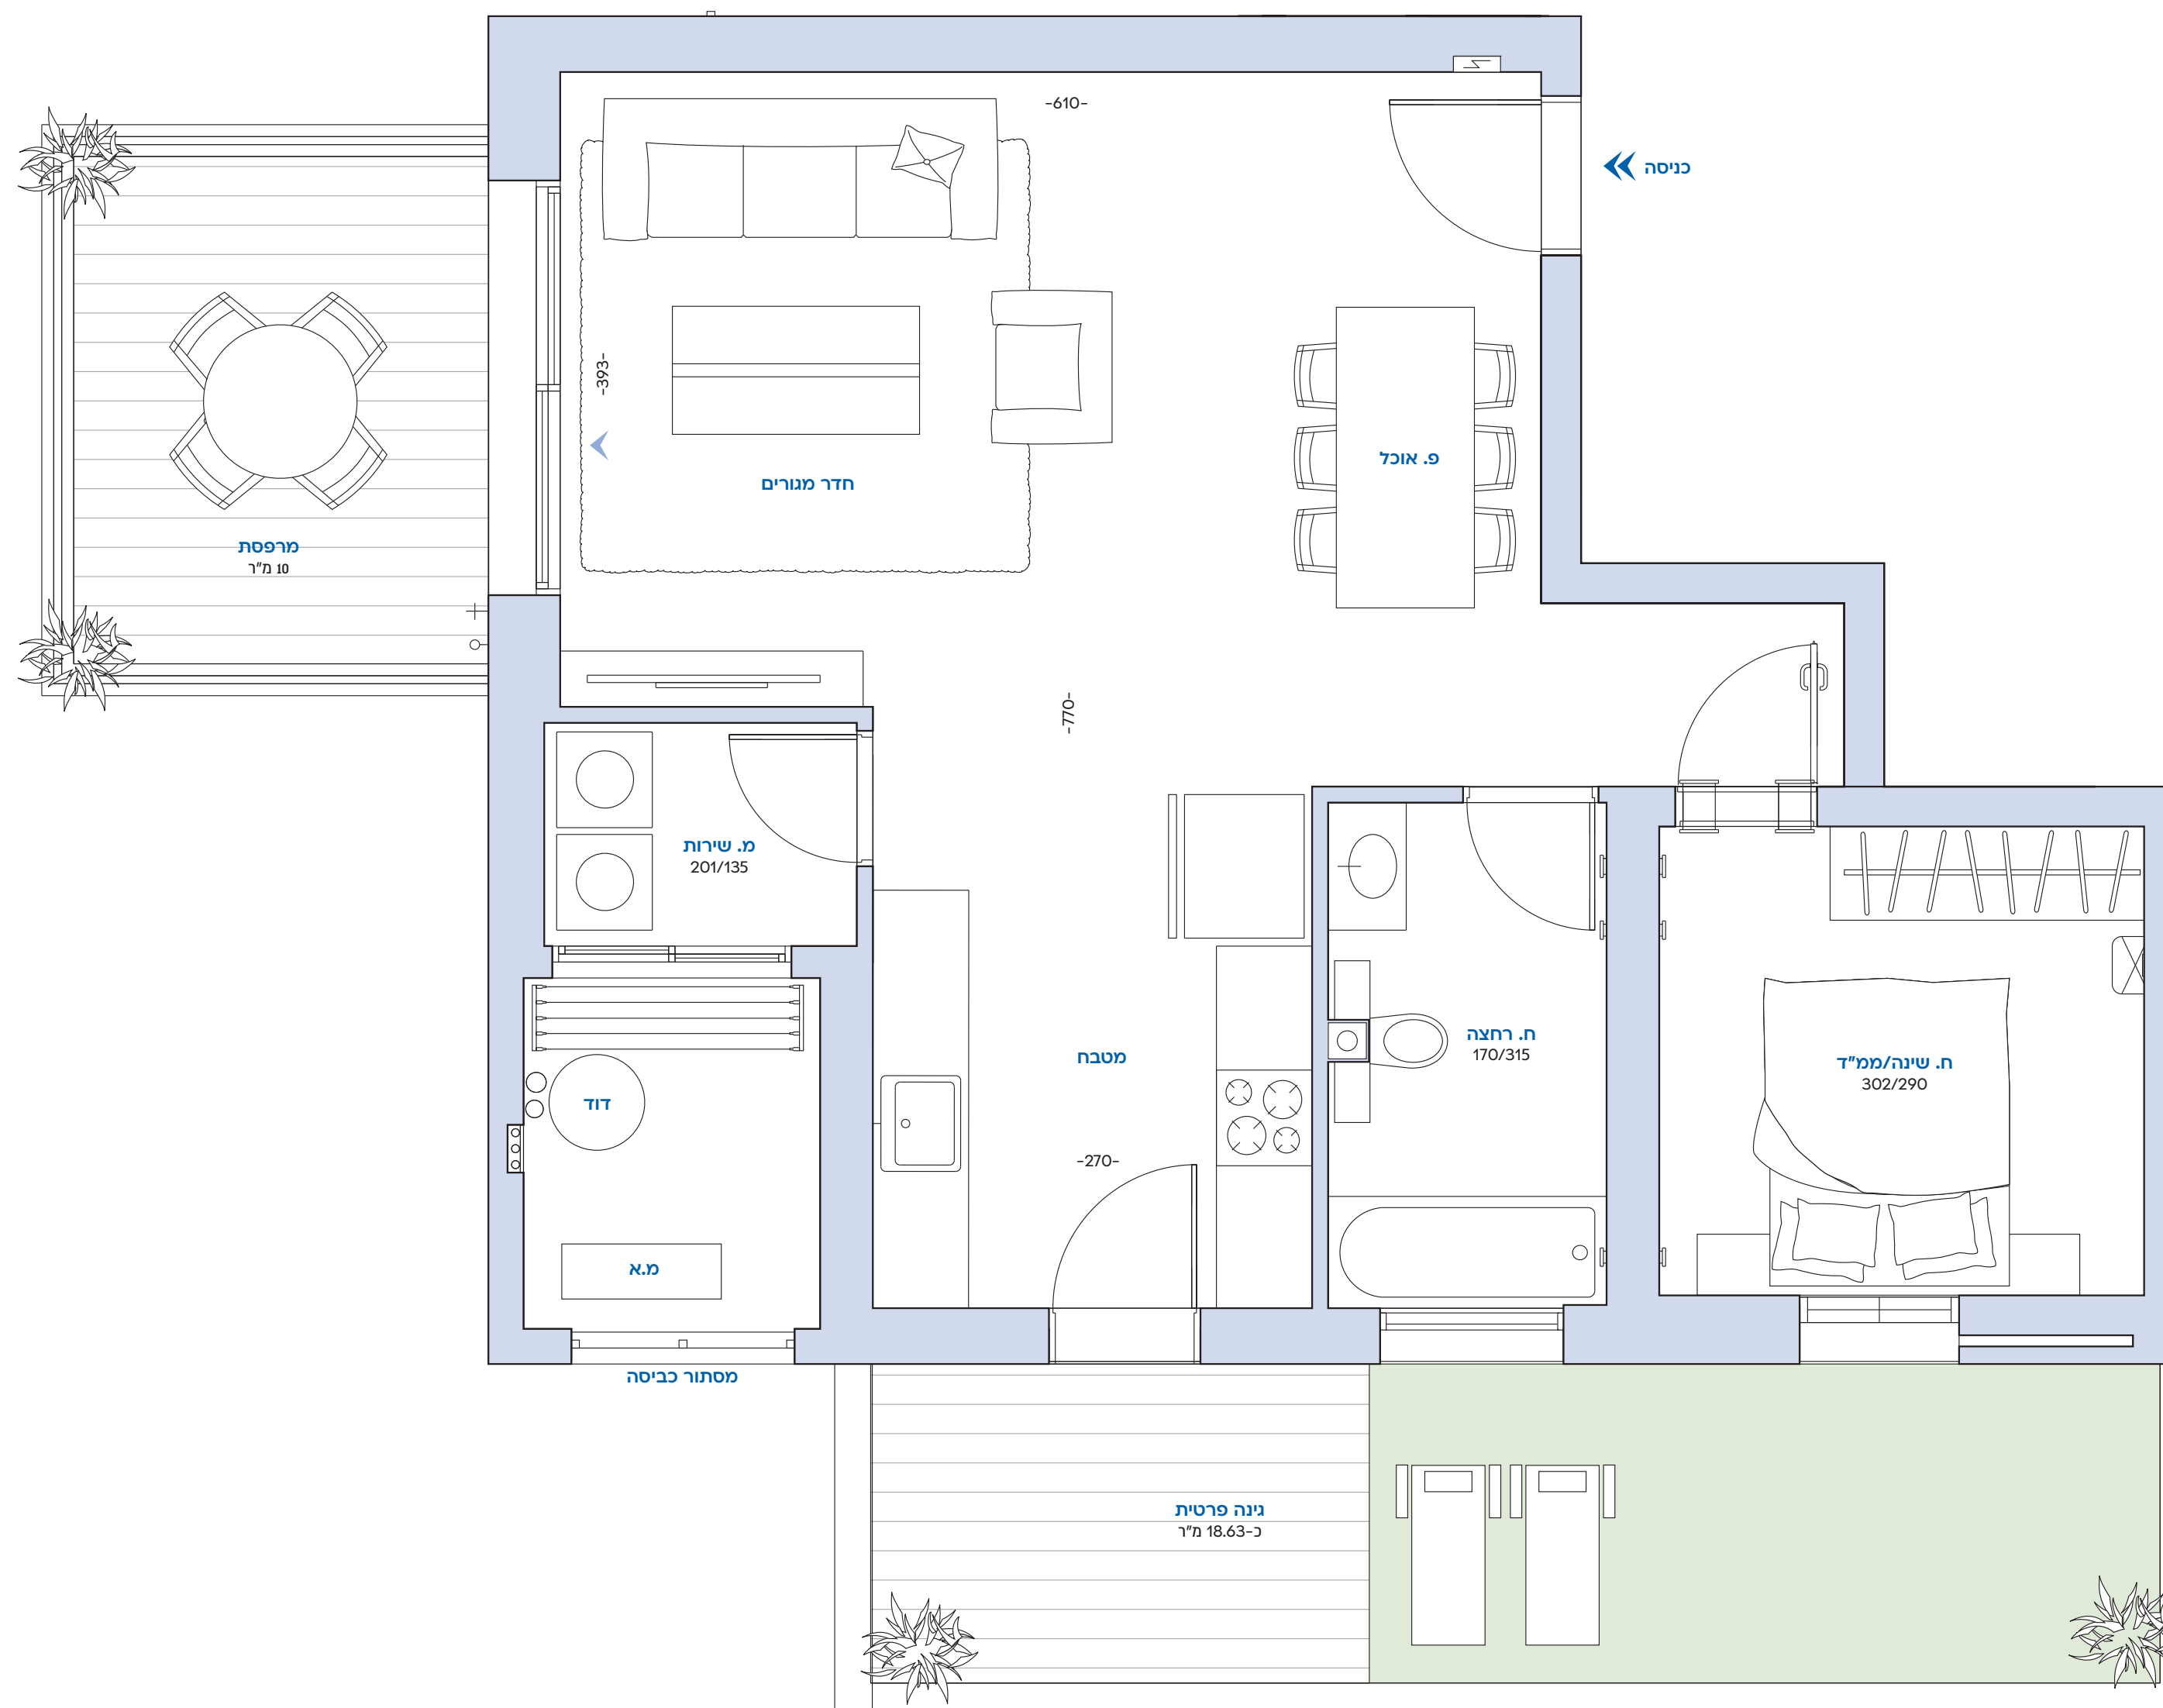 -610-
כניסה
-393-
פ. אוכל
חדר מגורים
מרפסת
10 מ"ר
-770-
מ. שירות
201/135
ח. רחצה
170/315
מטבח
ח. שינה/ממ"ד
302/290
דוד
-270-
מ.א
מסתור כביסה
גינה פרטית
כ-18.63 מ"ר